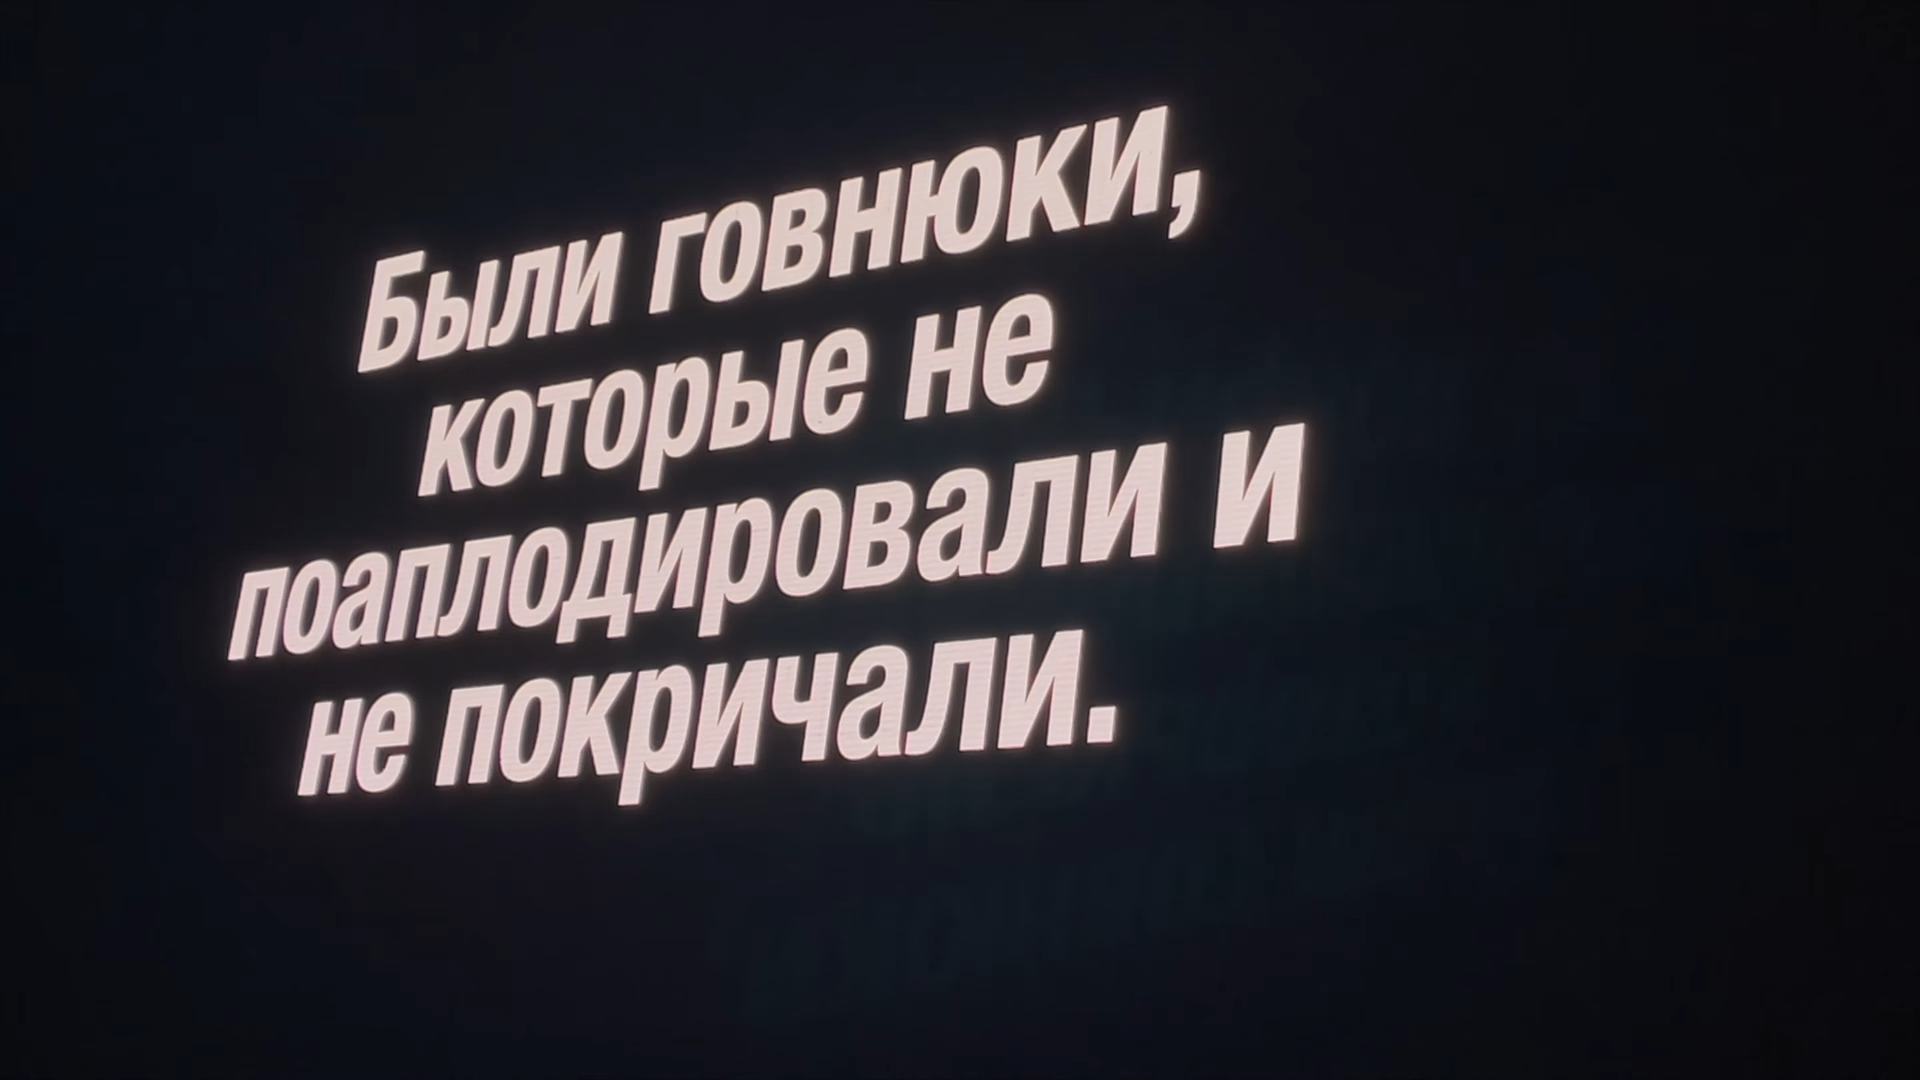 Были говнюки,
которые не
поаплодировали и
не покричали.